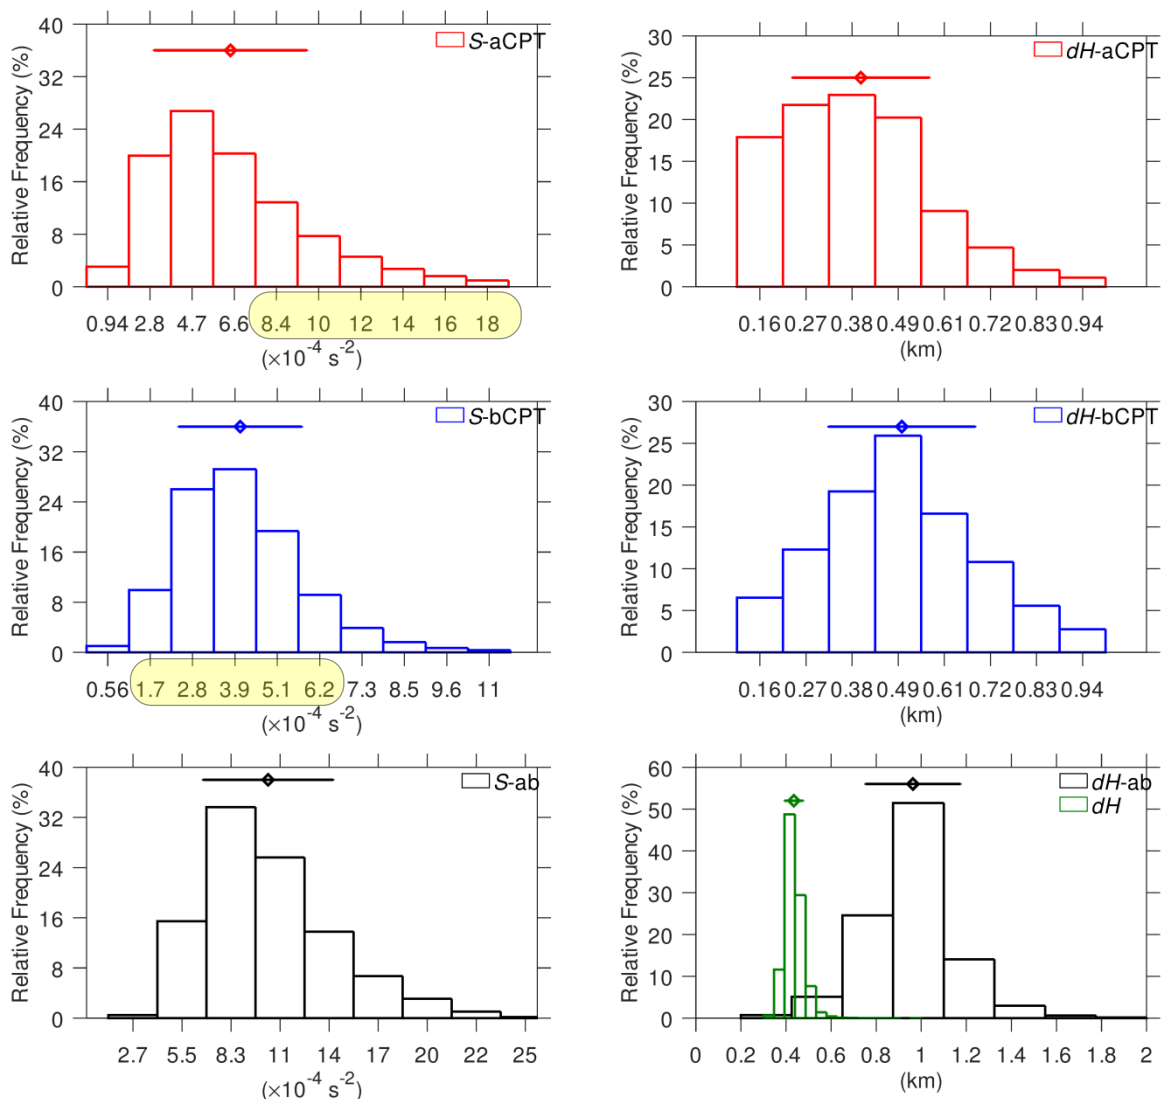 40
32
24
16
8
0
Relative Frequency (%)
S-aCPT
0.94 2.8 4.7 6.6 8.4 10 12 14 16 18
(×10⁻⁴ s⁻²)
30
25
20
15
10
5
0
Relative Frequency (%)
dH-aCPT
0.16 0.27 0.38 0.49 0.61 0.72 0.83 0.94
(km)
40
32
24
16
8
0
Relative Frequency (%)
S-bCPT
0.56 1.7 2.8 3.9 5.1 6.2 7.3 8.5 9.6 11
(×10⁻⁴ s⁻²)
30
25
20
15
10
5
0
Relative Frequency (%)
dH-bCPT
0.16 0.27 0.38 0.49 0.61 0.72 0.83 0.94
(km)
40
32
24
16
8
0
Relative Frequency (%)
S-ab
2.7 5.5 8.3 11 14 17 20 22 25
(×10⁻⁴ s⁻²)
60
50
40
30
20
10
0
Relative Frequency (%)
dH-ab
dH
0 0.2 0.4 0.6 0.8 1 1.2 1.4 1.6 1.8 2
(km)